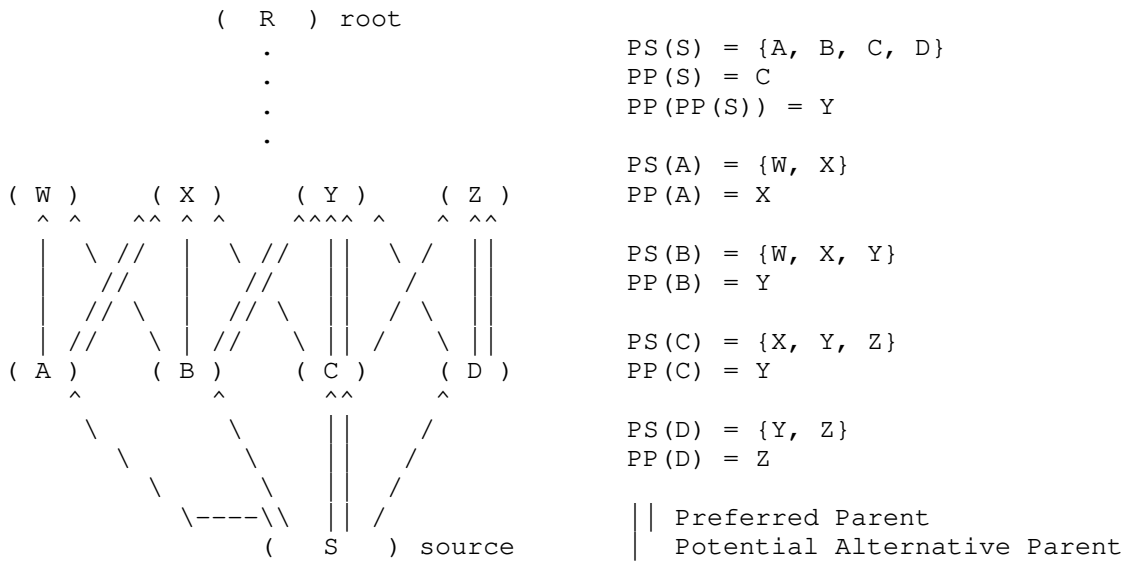 ( R ) root
PS(S) = {A, B, C, D}
PP(S) = C
PP(PP(S)) = Y
PS(A) = {W, X}
PP(A) = X
( W ) ( X ) ( Y ) ( Z )
PS(B) = {W, X, Y}
PP(B) = Y
PS(C) = {X, Y, Z}
PP(C) = Y
( A ) ( B ) ( C ) ( D )
PS(D) = {Y, Z}
PP(D) = Z
|| Preferred Parent
| Potential Alternative Parent
( S ) source